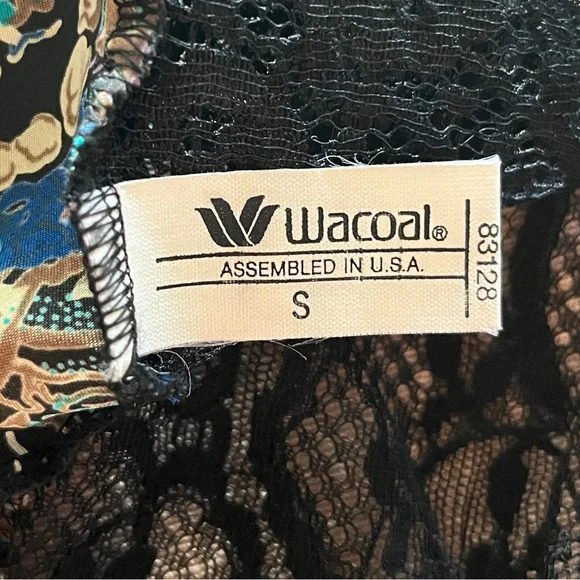 Wacoal®
ASSEMBLED IN U.S.A.
S
83128